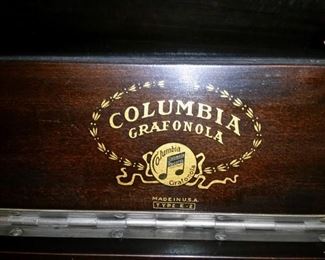 COLUMBIA
GRAFONOLA
Columbia
Grafonola
MADE IN U.S.A.
TYPE E-2